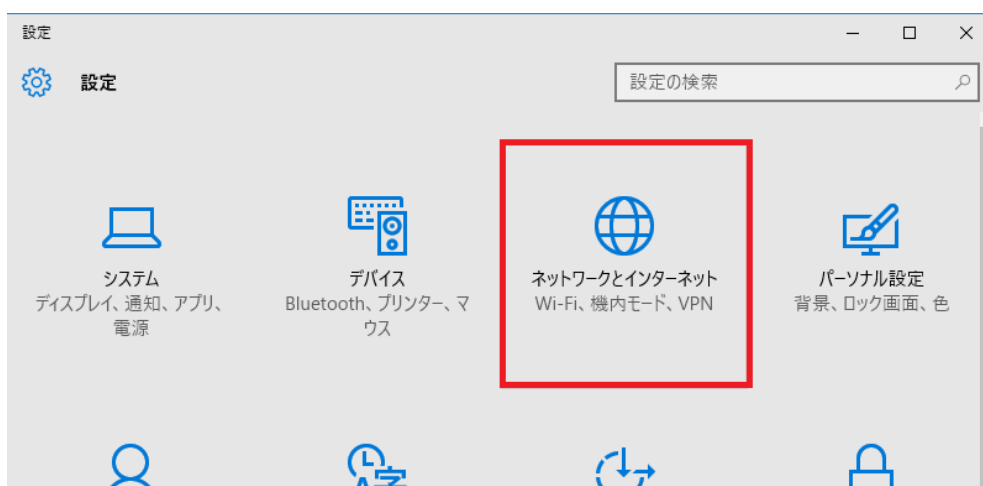 設定
設定
設定の検索
システム
ディスプレイ、通知、アプリ、
電源
デバイス
Bluetooth、プリンター、マ
ウス
ネットワークとインターネット
Wi-Fi、機内モード、VPN
パーソナル設定
背景、ロック画面、色